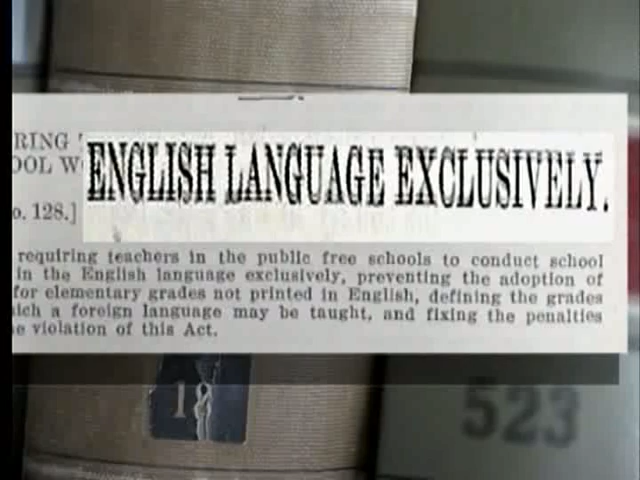 RING
OOL W
ENGLISH LANGUAGE EXCLUSIVELY.
o. 128.]
requiring teachers in the public free schools to conduct school
in the English language exclusively, preventing the adoption of
for elementary grades not printed in English, defining the grades
ich a foreign language may be taught, and fixing the penalties
e violation of this Act.
523